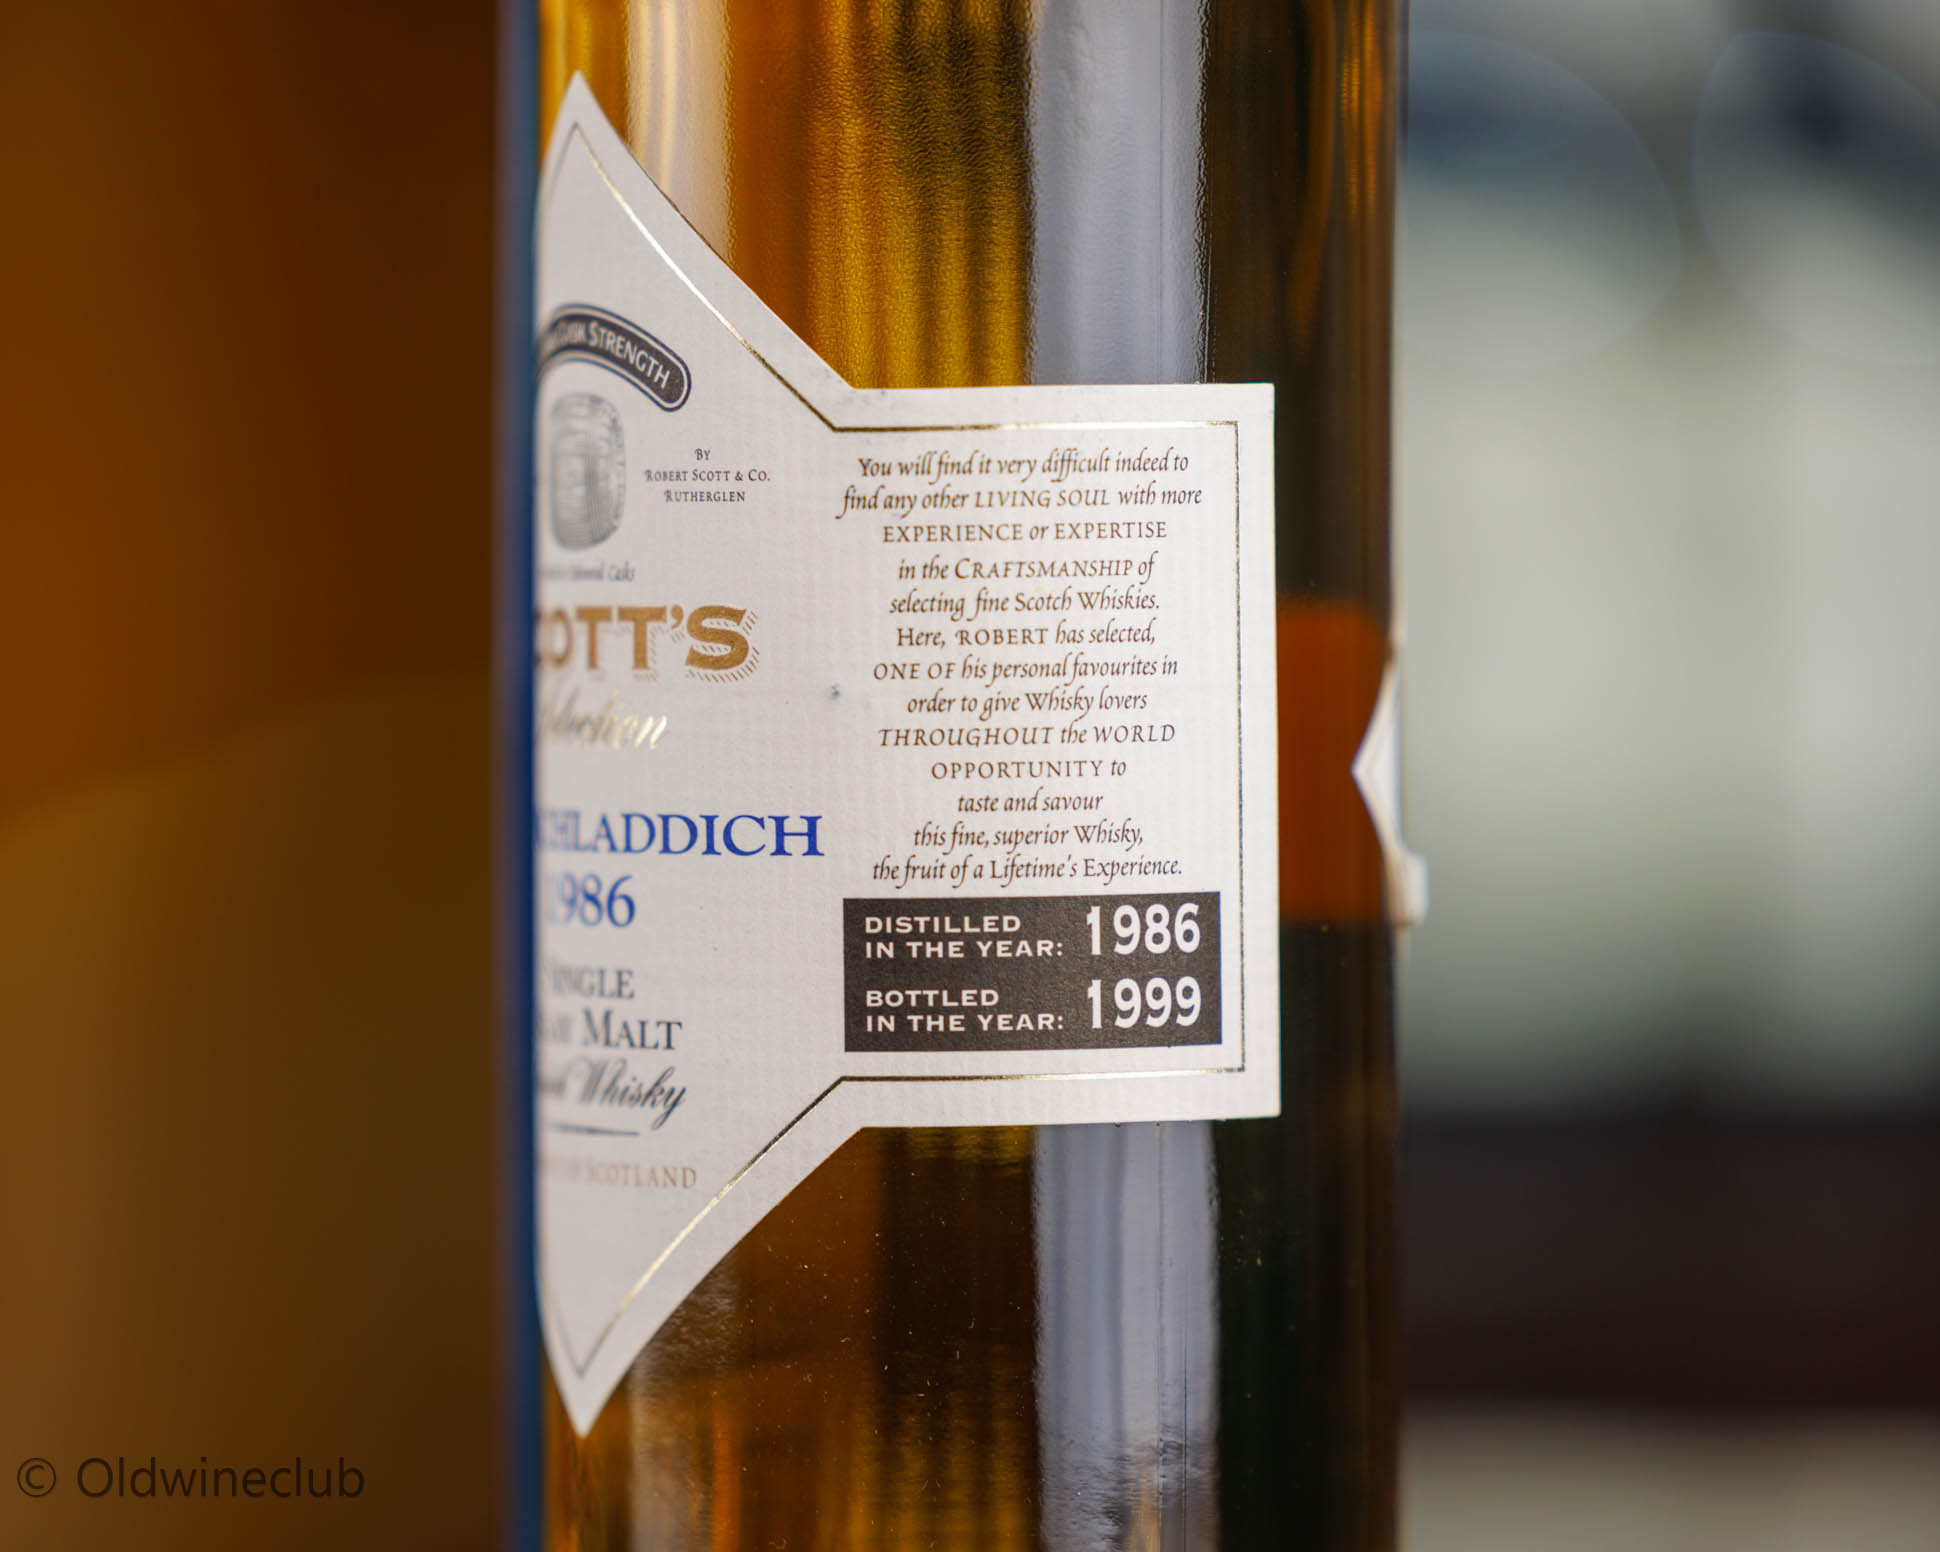 CASK STRENGTH
BY
ROBERT SCOTT & CO.
RUTHERGLEN
Casks
You will find it very difficult indeed to
find any other LIVING SOUL with more
EXPERIENCE or EXPERTISE
in the CRAFTSMANSHIP of
selecting fine Scotch Whiskies.
Here, ROBERT has selected,
ONE OF his personal favourites in
order to give Whisky lovers
THROUGHOUT the WORLD
OPPORTUNITY to
taste and savour
this fine, superior Whisky,
the fruit of a Lifetime's Experience.
DISTILLED
IN THE YEAR: 1986
BOTTLED
IN THE YEAR: 1999
OTT'S
CHLADDICH
1986
INGLE
MALT
Whisky
SCOTLAND
© Oldwineclub